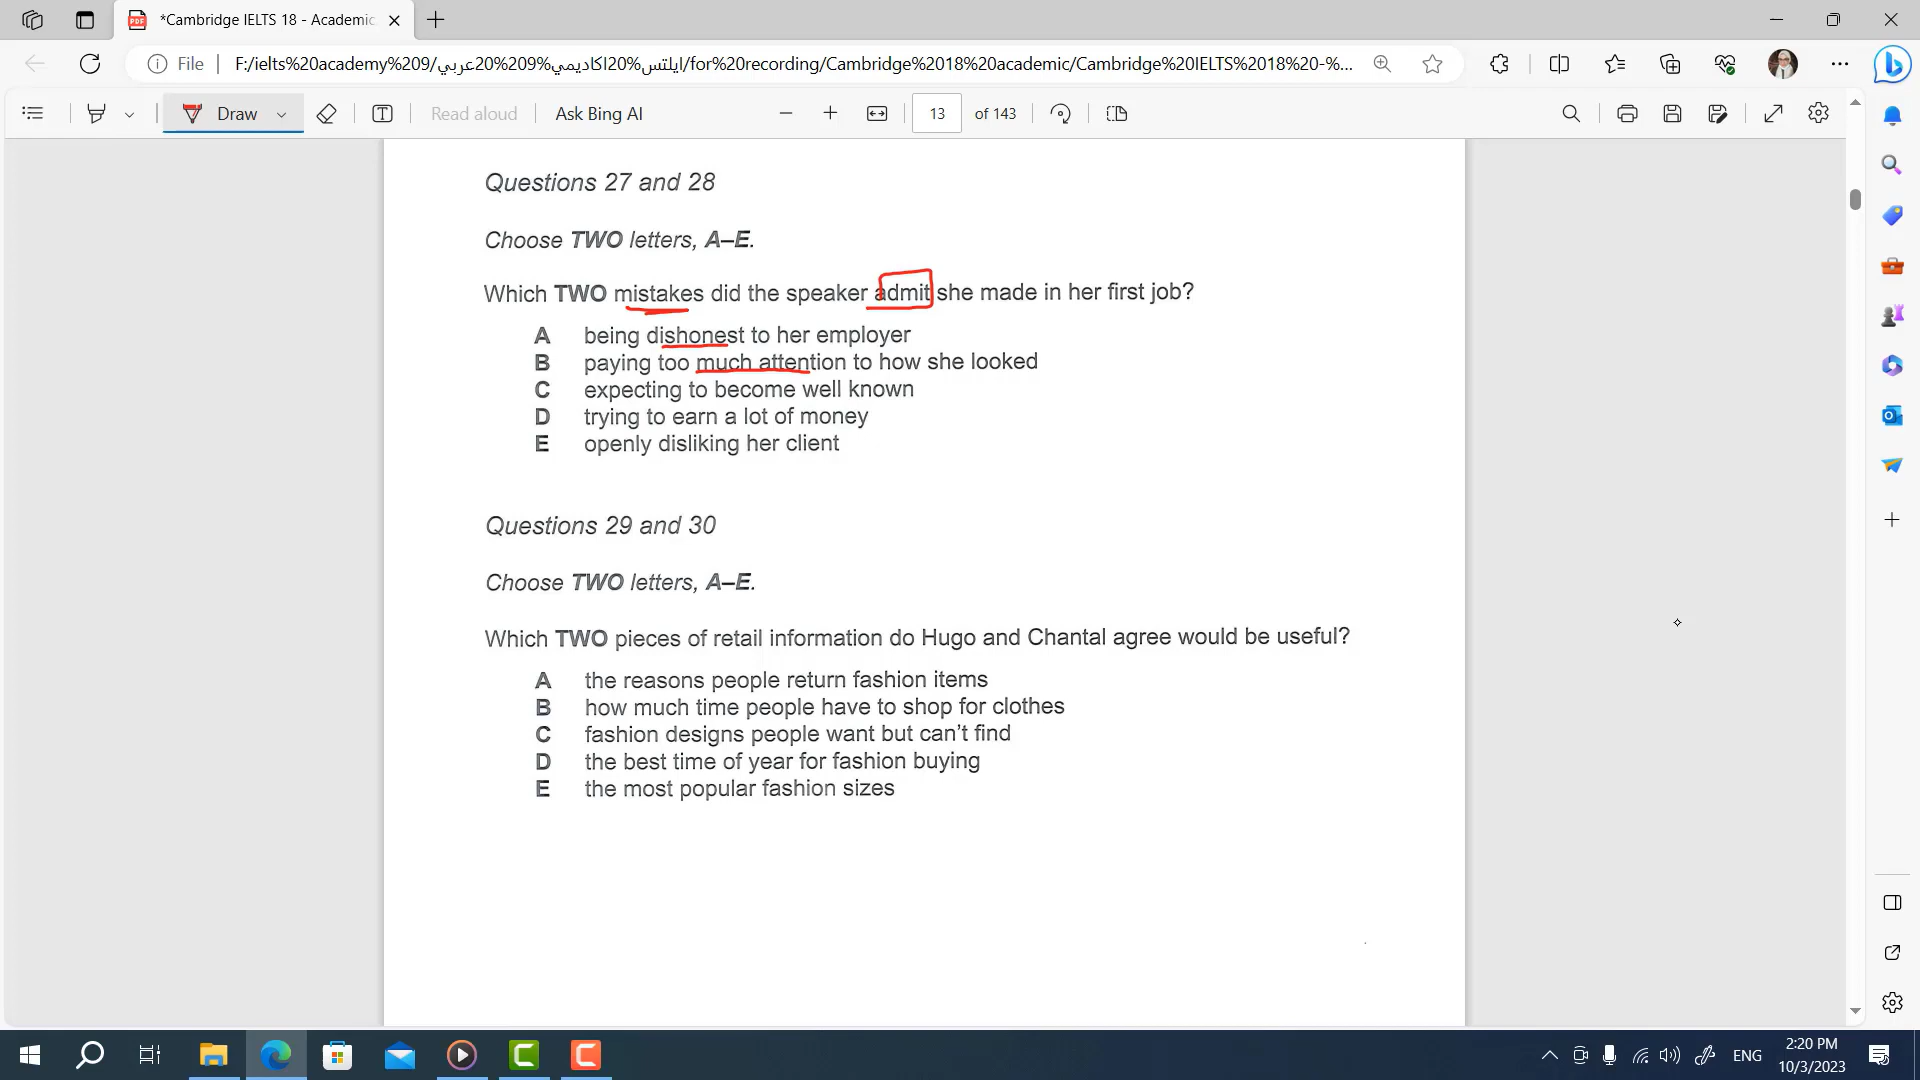 *Cambridge IELTS 18 - Academic
File
F:/ielts%20academy%209/ايلتس%20اكاديمي%209%20عربي/for%20recording/Cambridge%2018%20academic/Cambridge%20IELTS%2018%20-%...
Draw
Read aloud
Ask Bing AI
13
of 143
Questions 27 and 28
Choose TWO letters, A–E.
Which TWO mistakes did the speaker admit she made in her first job?
A being dishonest to her employer
B paying too much attention to how she looked
C expecting to become well known
D trying to earn a lot of money
E openly disliking her client
Questions 29 and 30
Choose TWO letters, A–E.
Which TWO pieces of retail information do Hugo and Chantal agree would be useful?
A the reasons people return fashion items
B how much time people have to shop for clothes
C fashion designs people want but can't find
D the best time of year for fashion buying
E the most popular fashion sizes
ENG
2:20 PM
10/3/2023